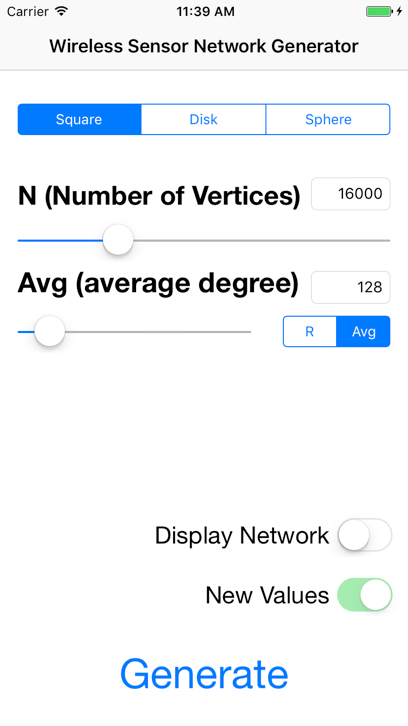 Carrier 11:39 AM
Wireless Sensor Network Generator
Square Disk Sphere
N (Number of Vertices) 16000
Avg (average degree) 128
R Avg
Display Network
New Values
Generate